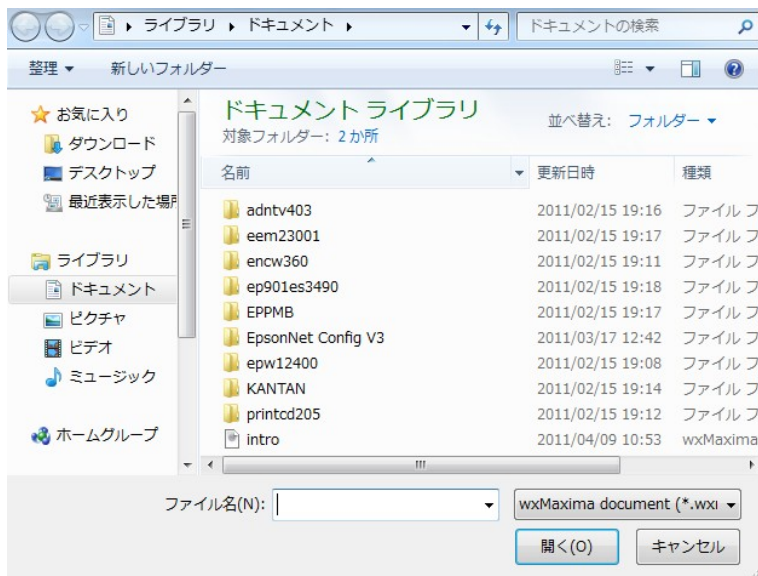 ライブラリ ドキュメント ドキュメントの検索
整理 新しいフォルダー
お気に入り
ダウンロード
デスクトップ
最近表示した場所
ライブラリ
ドキュメント
ピクチャ
ビデオ
ミュージック
ホームグループ
ドキュメント ライブラリ
対象フォルダー: 2 か所
並べ替え: フォルダー
名前 更新日時 種類
adntv403 2011/02/15 19:16 ファイル フ
eem23001 2011/02/15 19:17 ファイル フ
encw360 2011/02/15 19:11 ファイル フ
ep901es3490 2011/02/15 19:18 ファイル フ
EPPMB 2011/02/15 19:17 ファイル フ
EpsonNet Config V3 2011/03/17 12:42 ファイル フ
epw12400 2011/02/15 19:08 ファイル フ
KANTAN 2011/02/15 19:14 ファイル フ
printcd205 2011/02/15 19:12 ファイル フ
intro 2011/04/09 10:53 wxMaxima
ファイル名(N): wxMaxima document (*.wx
開く(O) キャンセル